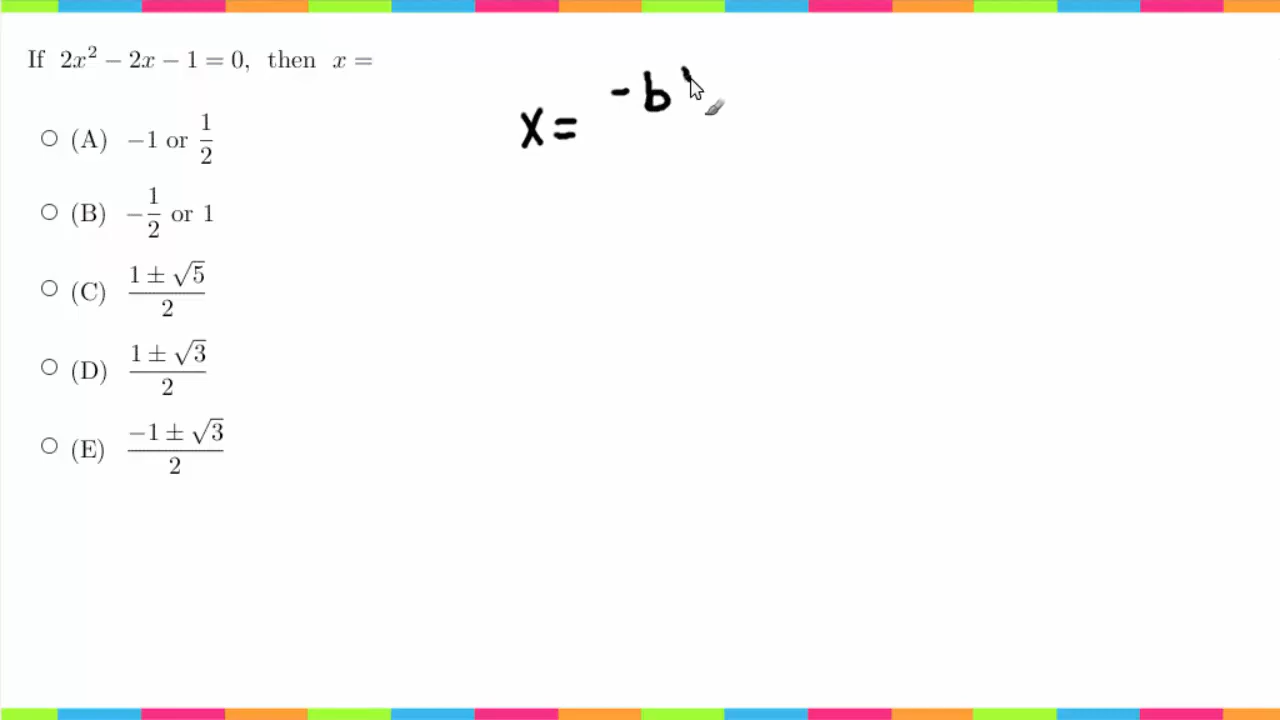 If 2x² − 2x − 1 = 0, then x =
x = -b
(A) −1 or 1/2
(B) −1/2 or 1
(C) (1 ± √5)/2
(D) (1 ± √3)/2
(E) (−1 ± √3)/2